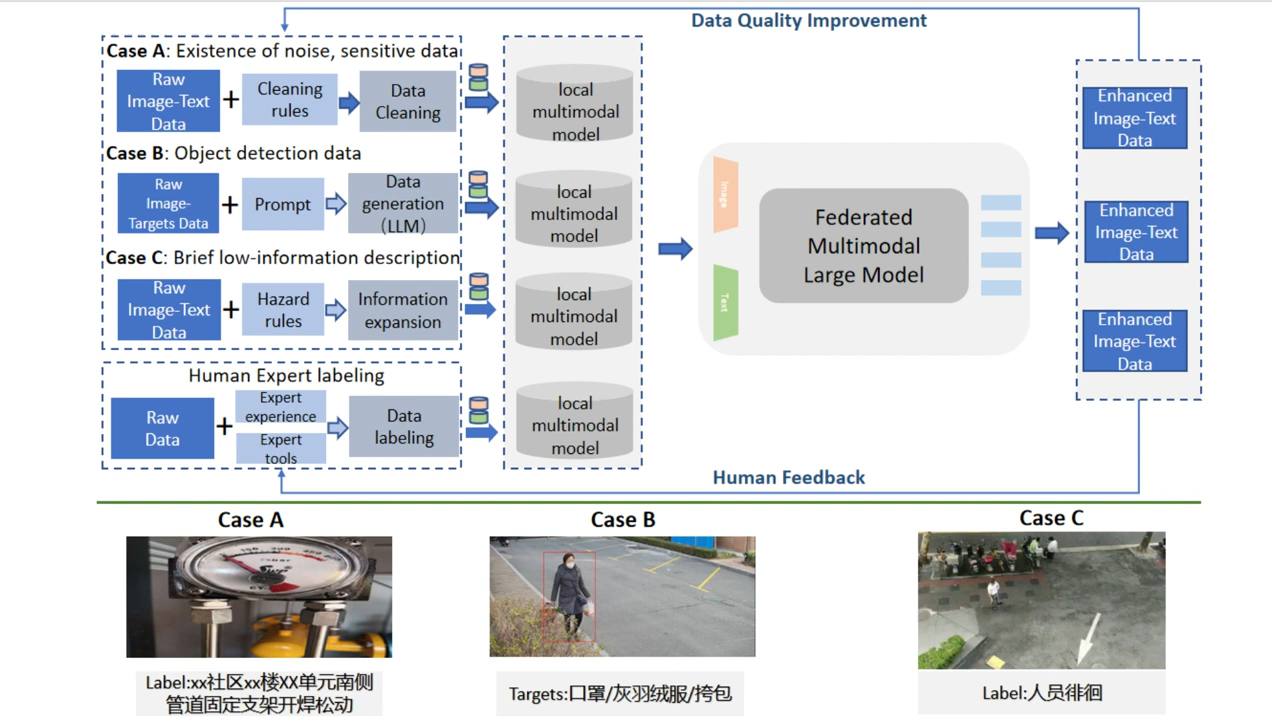 Data Quality Improvement
Case A: Existence of noise, sensitive data
Raw
Image-Text
Data
+
Cleaning
rules
Data
Cleaning
local
multimodal
model
Case B: Object detection data
Raw
Image-
Targets Data
+
Prompt
Data
generation
（LLM）
local
multimodal
model
Case C: Brief low-information description
Raw
Image-Text
Data
+
Hazard
rules
Information
expansion
local
multimodal
model
Human Expert labeling
Raw
Data
+
Expert
experience
Expert
tools
Data
labeling
local
multimodal
model
Image
Text
Federated
Multimodal
Large Model
Enhanced
Image-Text
Data
Enhanced
Image-Text
Data
Enhanced
Image-Text
Data
Human Feedback
Case A
Label:xx社区xx楼XX单元南侧
管道固定支架开焊松动
Case B
Targets:口罩/灰羽绒服/挎包
Case C
Label:人员徘徊